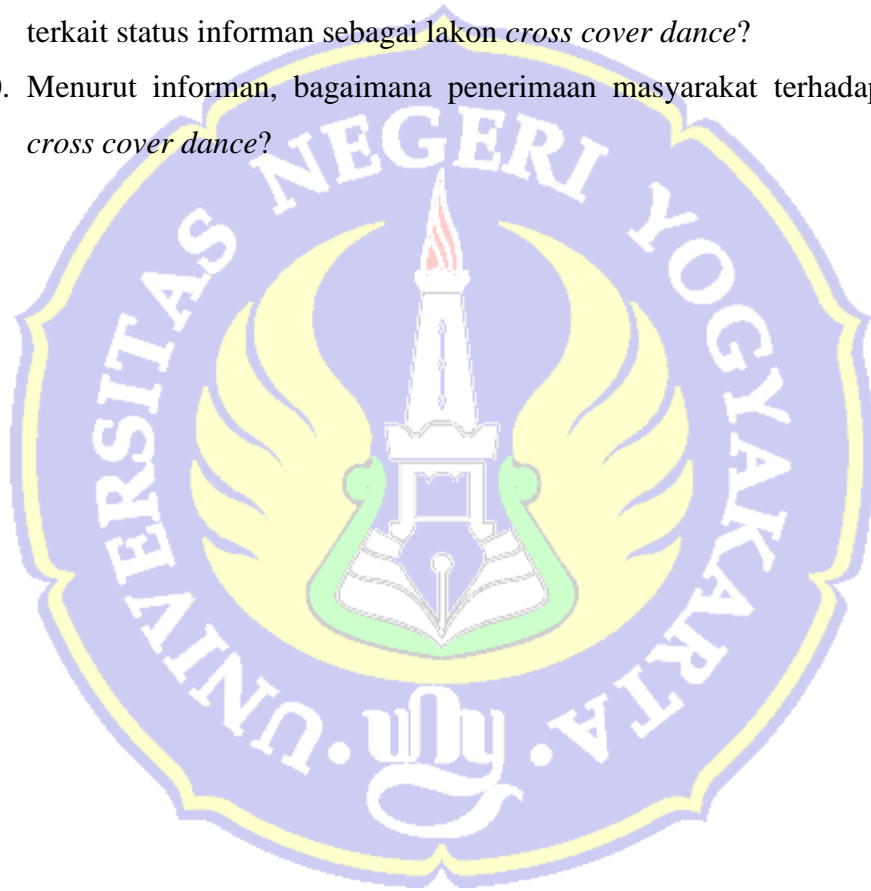 terkait status informan sebagai lakon cross cover dance?
. Menurut informan, bagaimana penerimaan masyarakat terhadap
cross cover dance?
UNIVERSITAS NEGERI YOGYAKARTA
uny